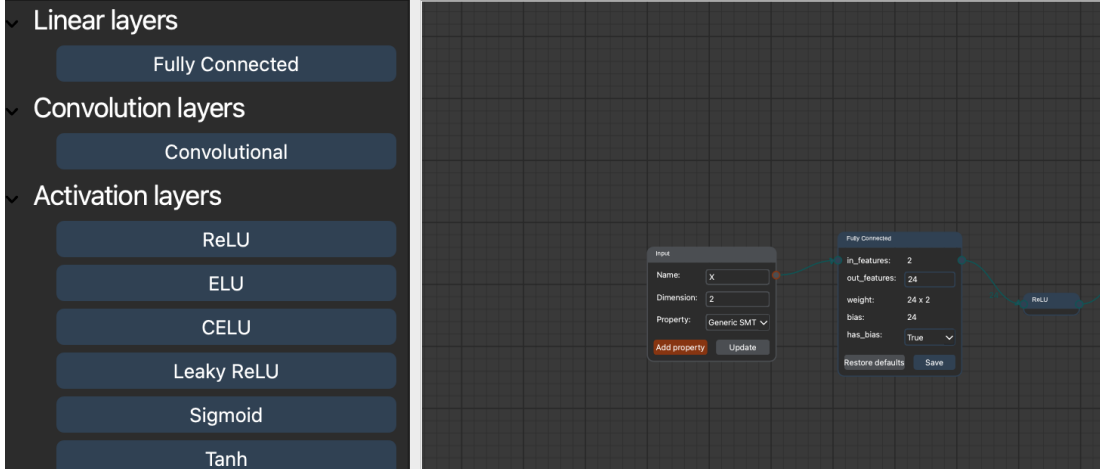 Linear layers
Fully Connected
Convolution layers
Convolutional
Activation layers
ReLU
ELU
CELU
Leaky ReLU
Sigmoid
Tanh
Input
Name: X
Dimension: 2
Property: Generic SMT
Add property Update
Fully Connected
in_features: 2
out_features: 24
weight: 24 x 2
bias: 24
has_bias: True
Restore defaults Save
ReLU